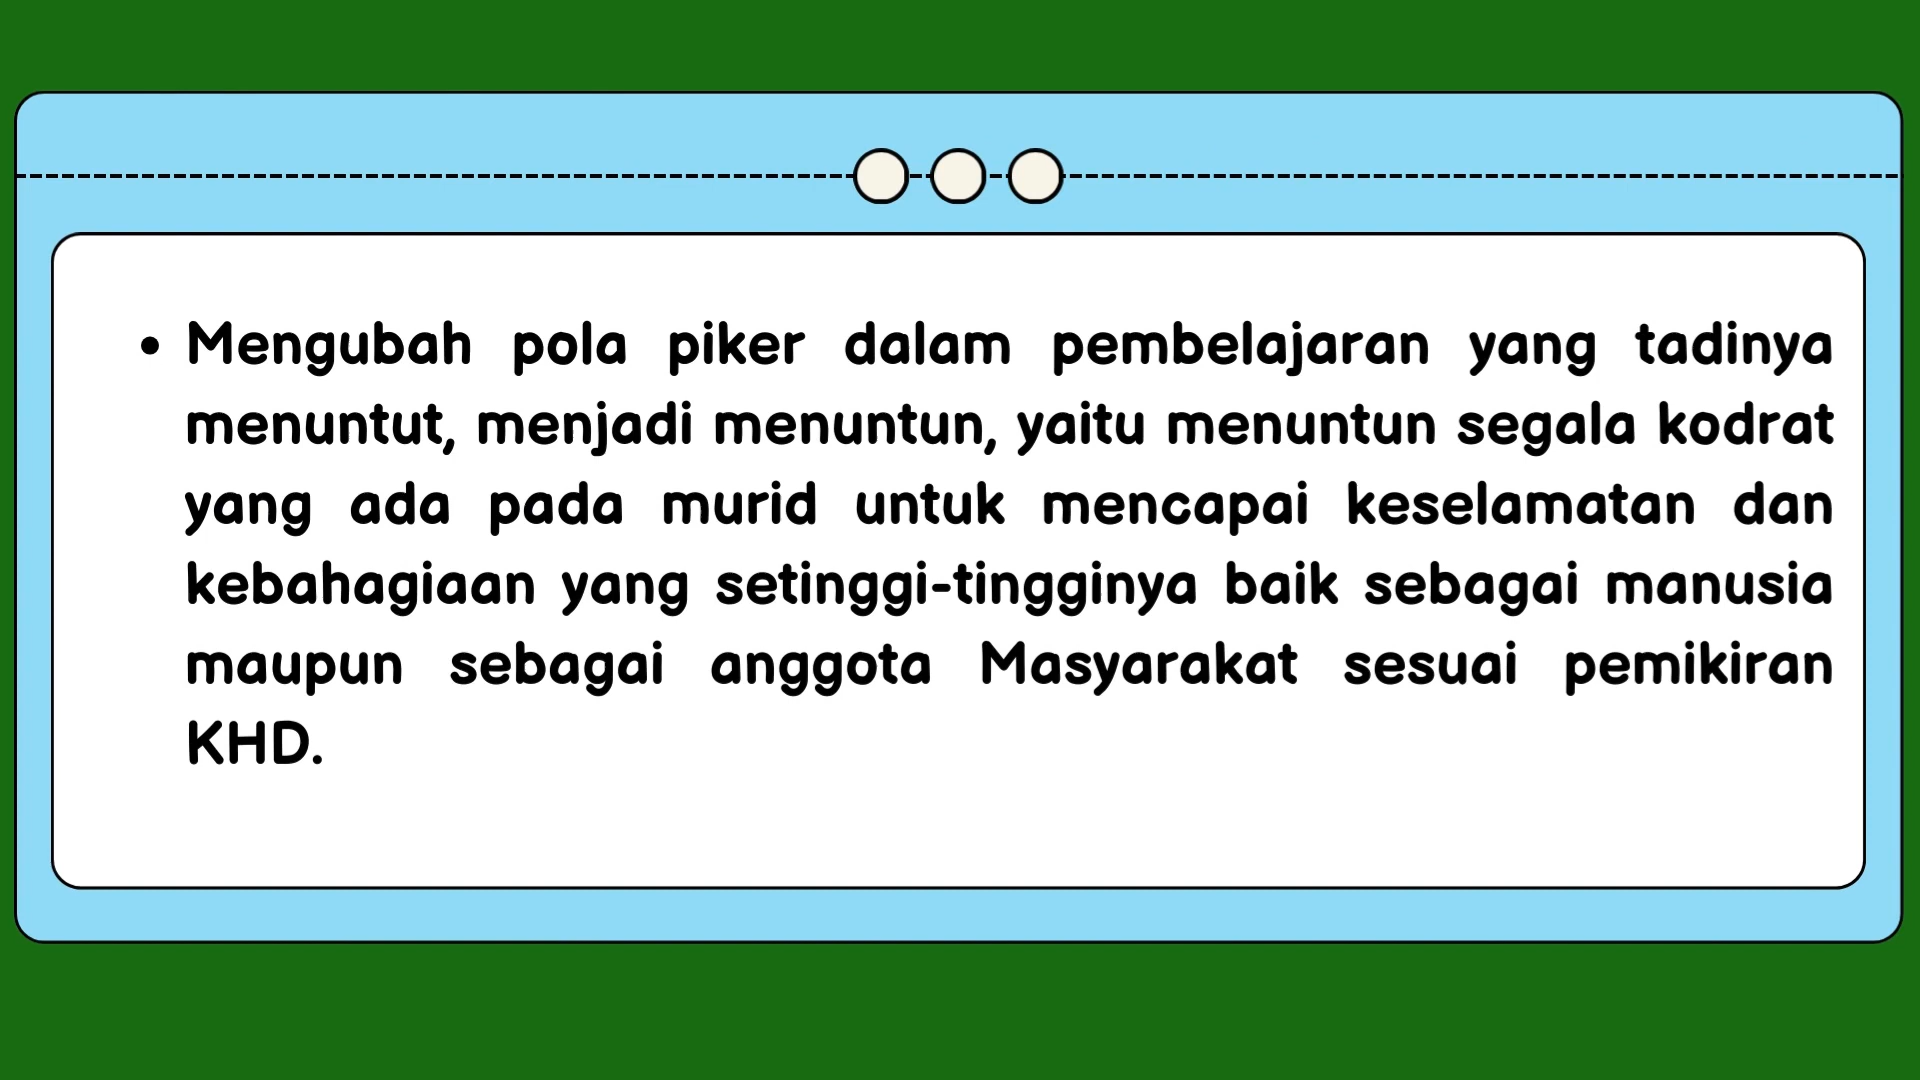 • Mengubah pola piker dalam pembelajaran yang tadinya
menuntut, menjadi menuntun, yaitu menuntun segala kodrat
yang ada pada murid untuk mencapai keselamatan dan
kebahagiaan yang setinggi-tingginya baik sebagai manusia
maupun sebagai anggota Masyarakat sesuai pemikiran
KHD.